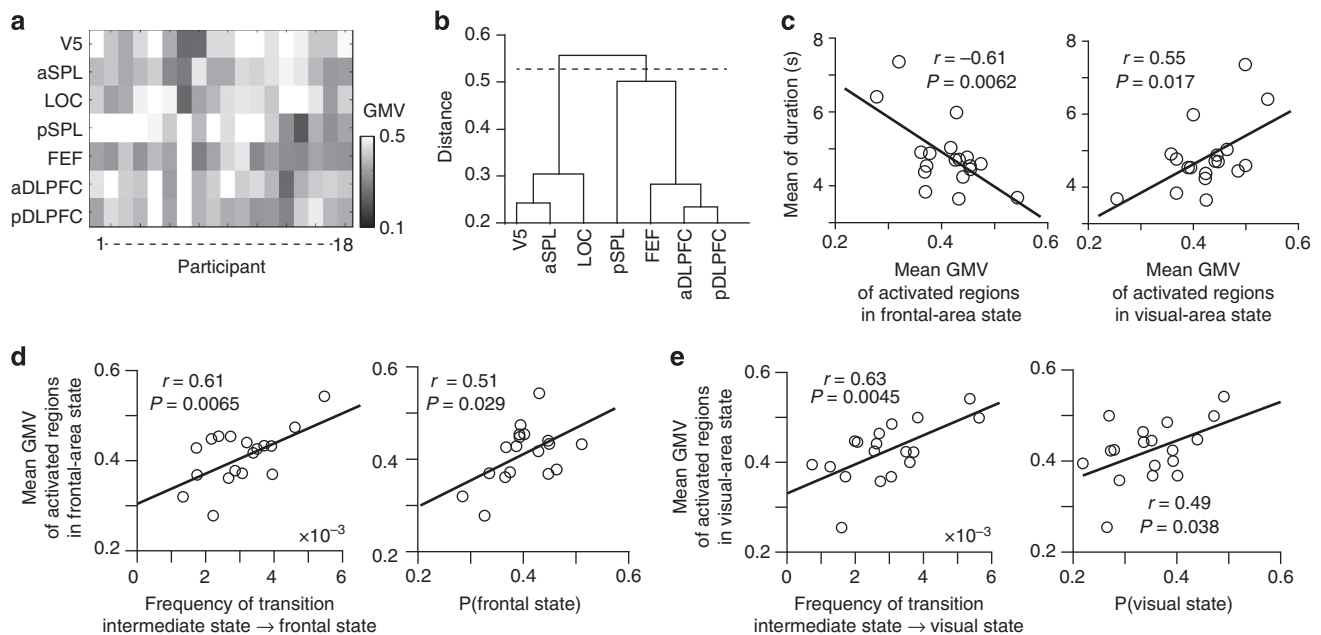 a
V5
aSPL
LOC
pSPL
FEF
aDLPFC
pDLPFC
1
18
Participant
GMV
0.5
0.1
b
Distance
0.6
0.5
0.4
0.3
0.2
V5
aSPL
LOC
pSPL
FEF
aDLPFC
pDLPFC
c
Mean of duration (s)
8
6
4
r = –0.61
P = 0.0062
0.2
0.4
0.6
Mean GMV
of activated regions
in frontal-area state
8
6
4
r = 0.55
P = 0.017
0.2
0.4
0.6
Mean GMV
of activated regions
in visual-area state
d
Mean GMV
of activated regions
in frontal-area state
0.6
0.4
0.2
r = 0.61
P = 0.0065
×10–3
0
2
4
6
Frequency of transition
intermediate state → frontal state
0.6
0.4
0.2
r = 0.51
P = 0.029
0.2
0.4
0.6
P(frontal state)
e
Mean GMV
of activated regions
in visual-area state
0.6
0.4
0.2
r = 0.63
P = 0.0045
×10–3
0
2
4
6
Frequency of transition
intermediate state → visual state
0.6
0.4
0.2
r = 0.49
P = 0.038
0.2
0.4
0.6
P(visual state)